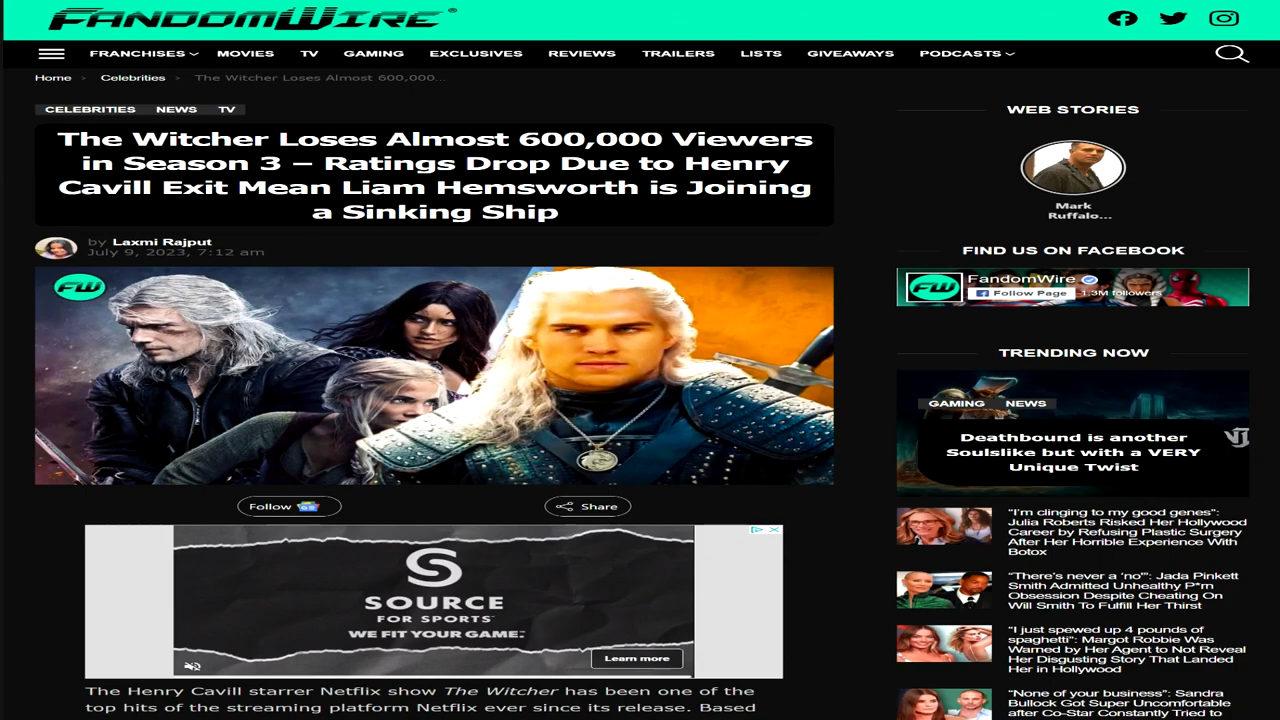 FANDOMWIRE
FRANCHISES MOVIES TV GAMING EXCLUSIVES REVIEWS TRAILERS LISTS GIVEAWAYS PODCASTS
Home > Celebrities > The Witcher Loses Almost 600,000...
CELEBRITIES NEWS TV
The Witcher Loses Almost 600,000 Viewers
in Season 3 – Ratings Drop Due to Henry
Cavill Exit Mean Liam Hemsworth is Joining
a Sinking Ship
by Laxmi Rajput
July 9, 2023, 7:12 am
FW
Follow
Share
SOURCE
FOR SPORTS
WE FIT YOUR GAME.
Learn more
The Henry Cavill starrer Netflix show The Witcher has been one of the
top hits of the streaming platform Netflix ever since its release. Based
WEB STORIES
Mark
Ruffalo...
FIND US ON FACEBOOK
FW
FandomWire
Follow Page
1.3M followers
TRENDING NOW
GAMING NEWS
Deathbound is another
Soulslike but with a VERY
Unique Twist
"I'm clinging to my good genes":
Julia Roberts Risked Her Hollywood
Career by Refusing Plastic Surgery
After Her Horrible Experience With
Botox
"There's never a 'no'": Jada Pinkett
Smith Admitted Unhealthy P*rn
Obsession Despite Cheating On
Will Smith To Fulfill Her Thirst
"I just spewed up 4 pounds of
spaghetti": Margot Robbie Was
Warned by Her Agent to Not Reveal
Her Disgusting Story That Landed
Her in Hollywood
"None of your business": Sandra
Bullock Got Super Uncomfortable
after Co-Star Constantly Tried to